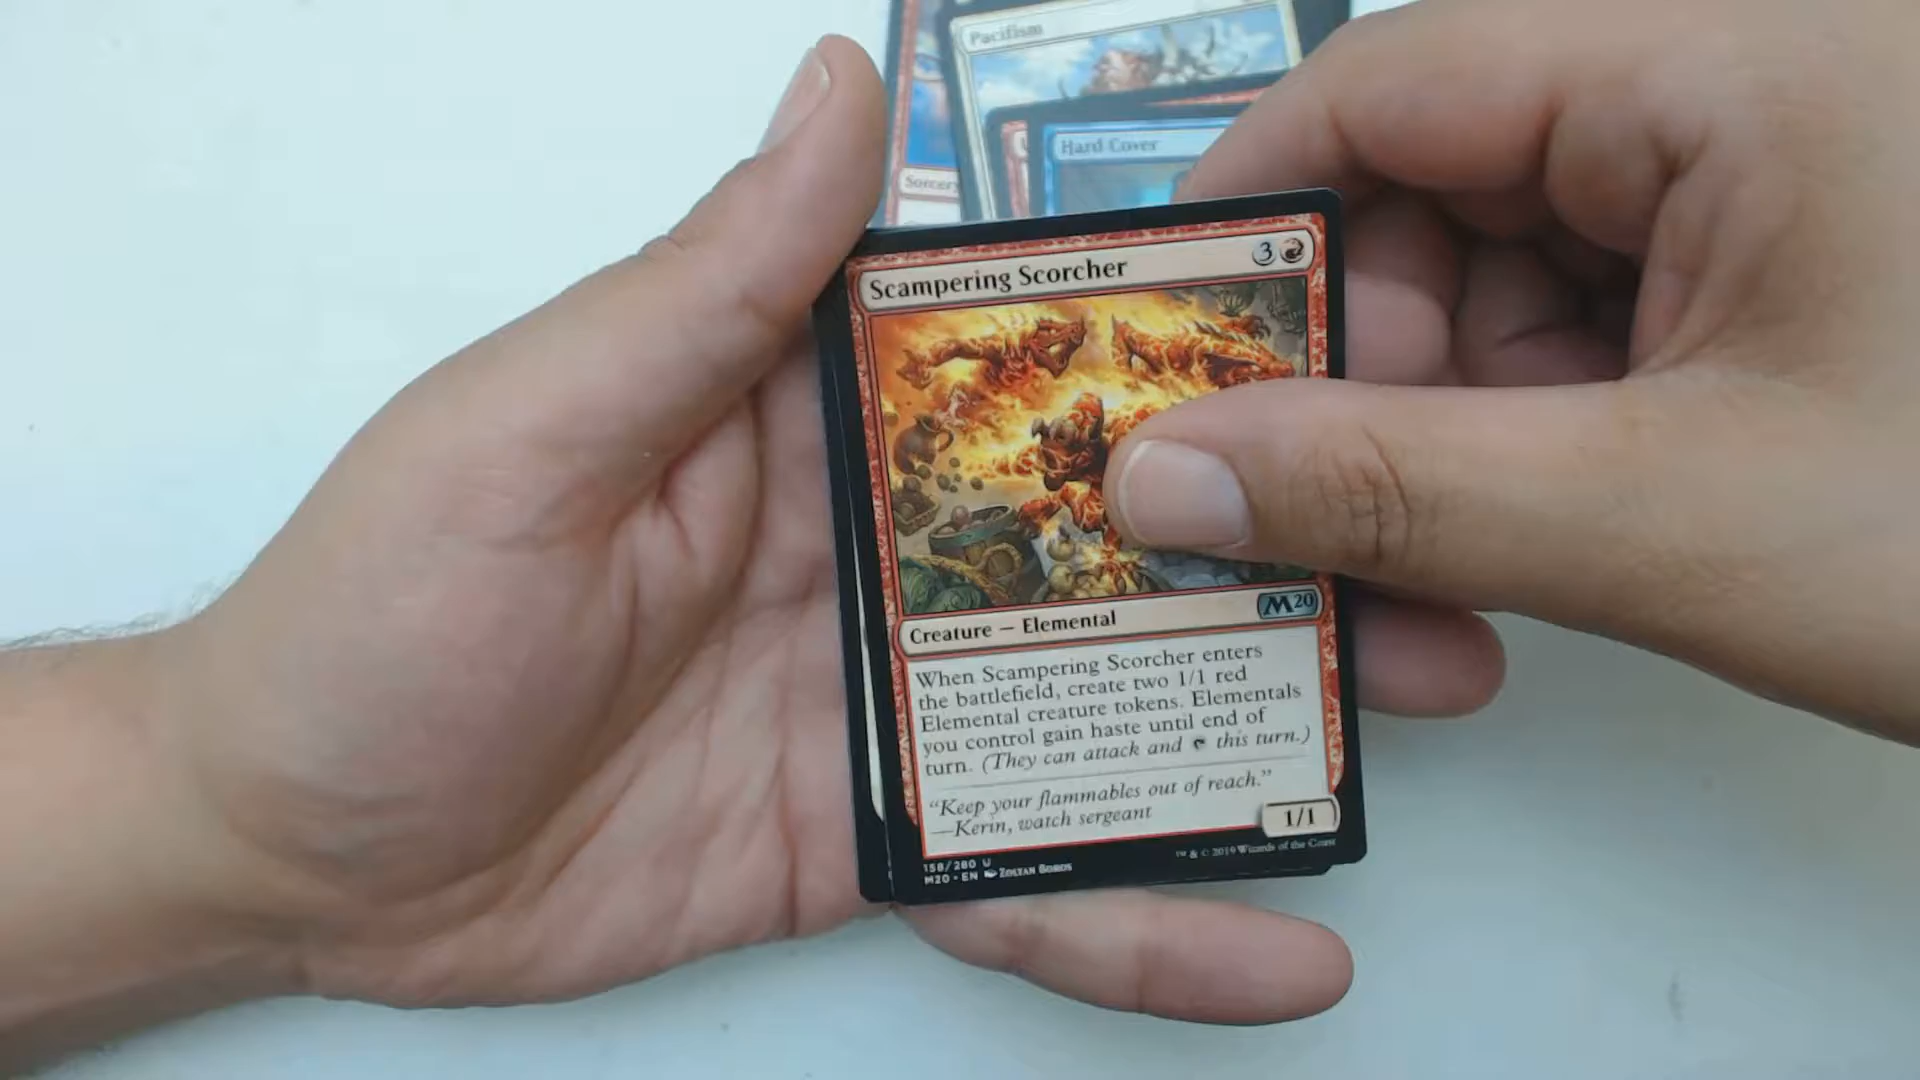 Pacifism
Hard Cover
Sorcery
Scampering Scorcher
3
Creature — Elemental
M20
When Scampering Scorcher enters
the battlefield, create two 1/1 red
Elemental creature tokens. Elementals
you control gain haste until end of
turn. (They can attack and this turn.)
“Keep your flammables out of reach.”
—Kerin, watch sergeant
1/1
158/280 U
M20 • EN Zoltan Boros
™ & © 2019 Wizards of the Coast